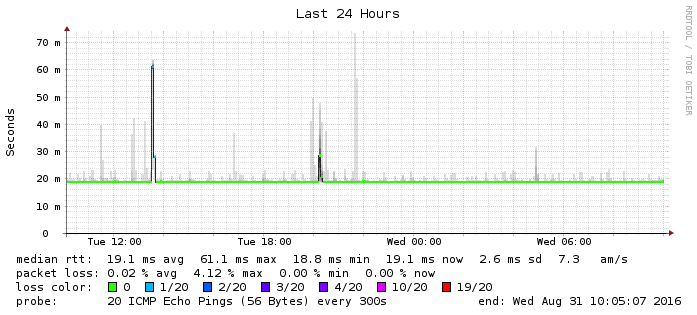 Last 24 Hours
RRDTOOL / TOBI OETIKER
Seconds
70 m
60 m
50 m
40 m
30 m
20 m
10 m
0
Tue 12:00 Tue 18:00 Wed 00:00 Wed 06:00
median rtt: 19.1 ms avg 61.1 ms max 18.8 ms min 19.1 ms now 2.6 ms sd 7.3 am/s
packet loss: 0.02 % avg 4.12 % max 0.00 % min 0.00 % now
loss color: 0 1/20 2/20 3/20 4/20 10/20 19/20
probe: 20 ICMP Echo Pings (56 Bytes) every 300s end: Wed Aug 31 10:05:07 2016